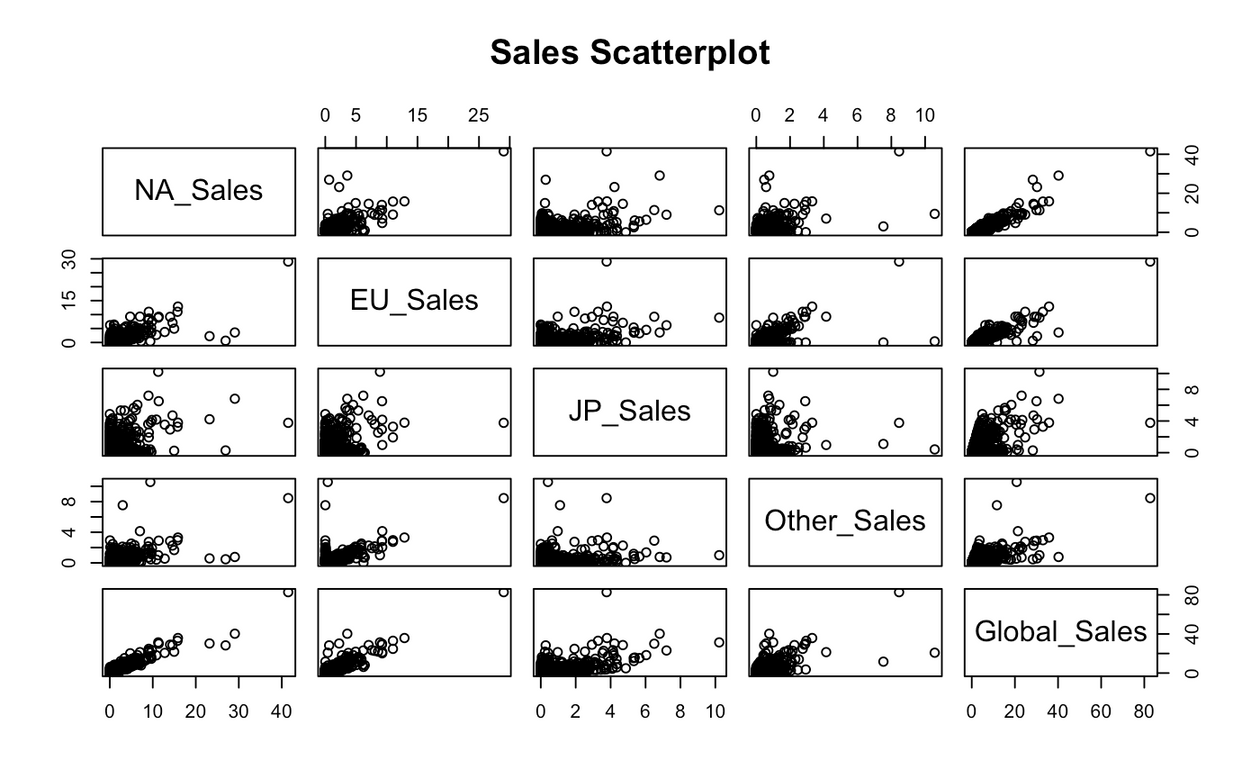 Sales Scatterplot
0 5 15 25 0 2 4 6 8 10
NA_Sales 0 20 40
0 15 30 EU_Sales
JP_Sales 0 4 8
0 4 8 Other_Sales
Global_Sales 0 40 80
0 10 20 30 40 0 2 4 6 8 10 0 20 40 60 80